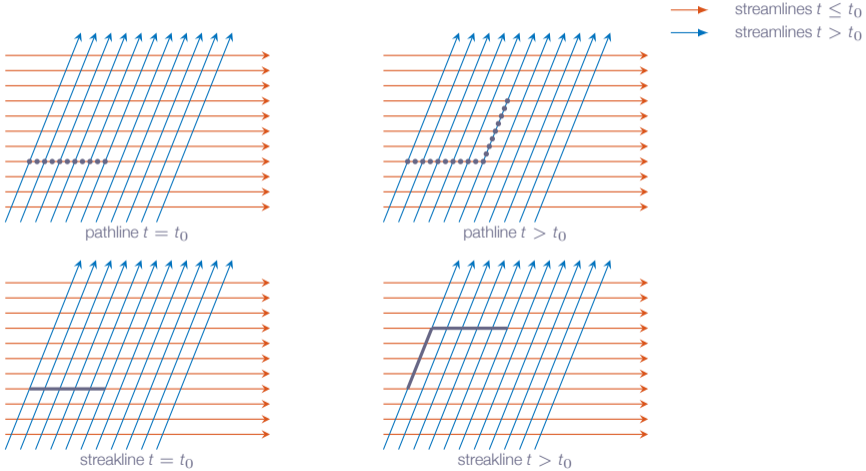 streamlines t ≤ t₀
streamlines t > t₀
pathline t = t₀
pathline t > t₀
streakline t = t₀
streakline t > t₀